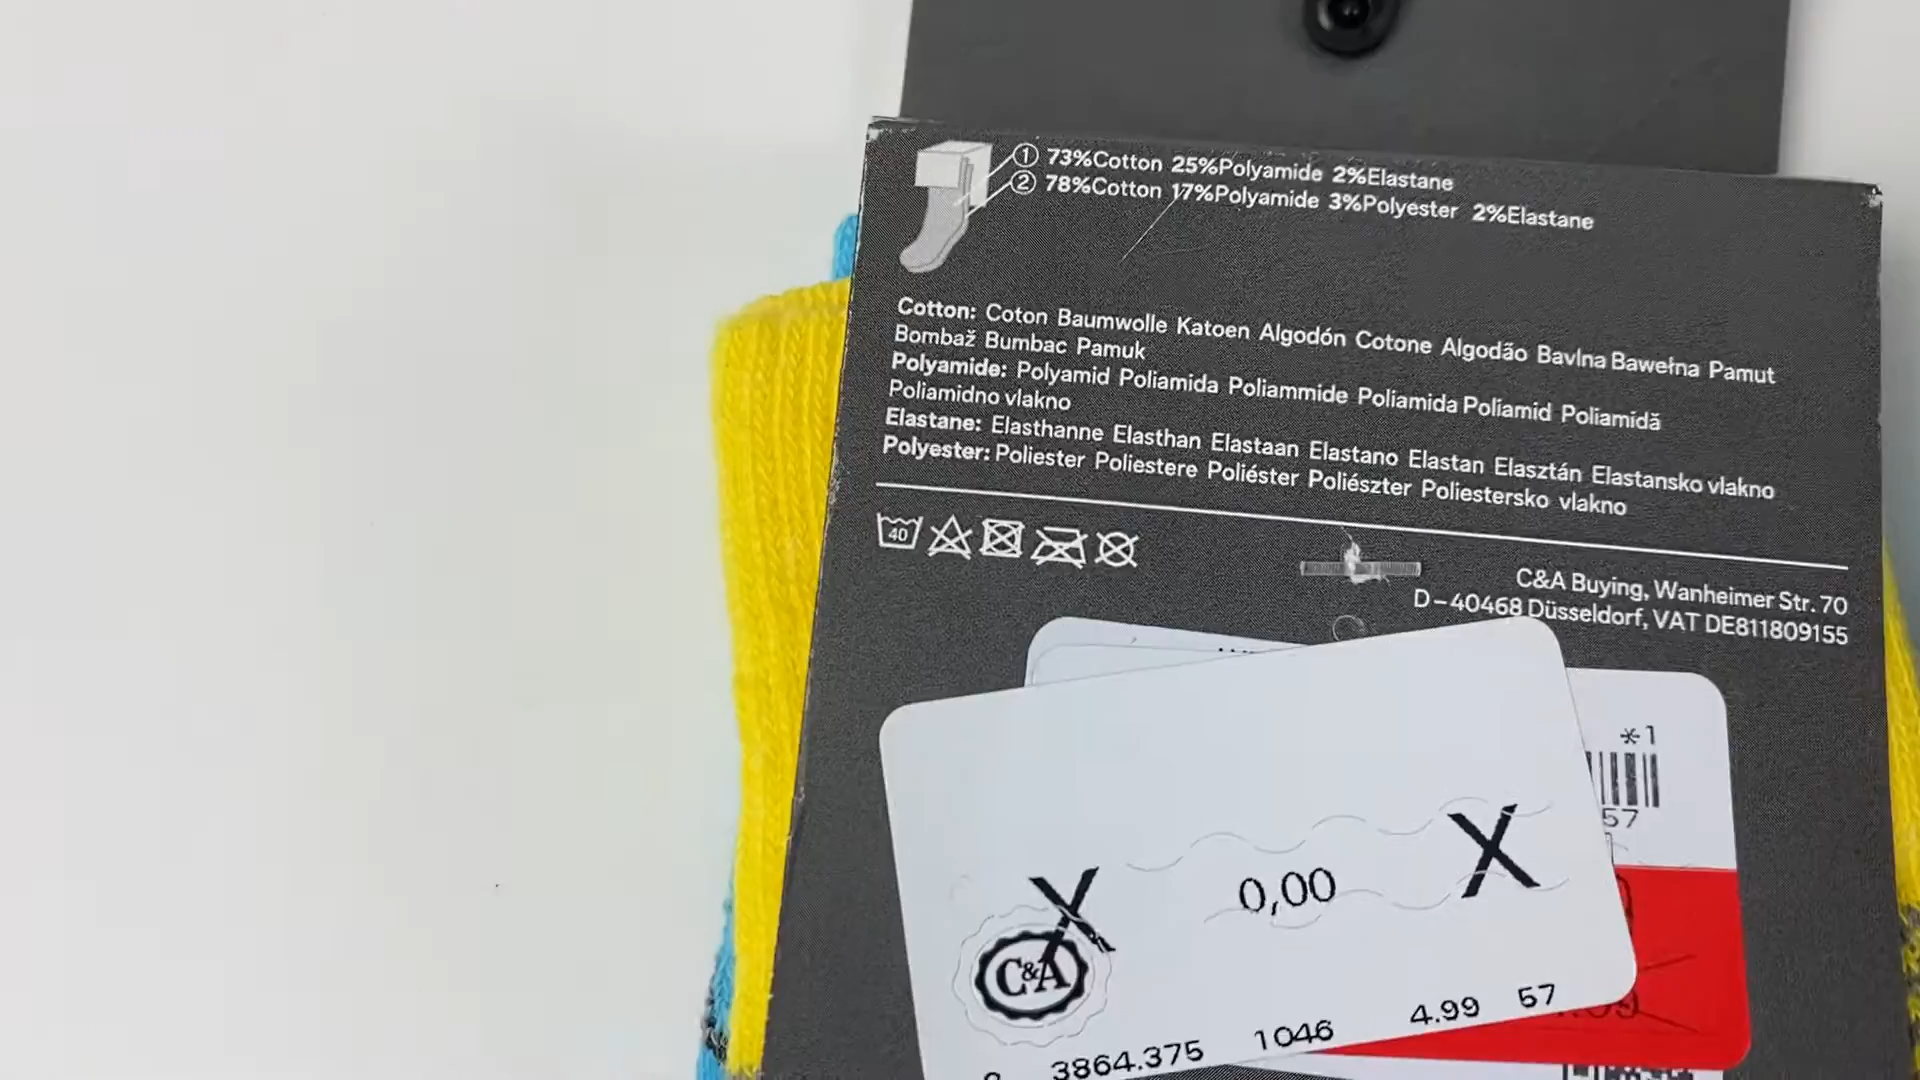 ① 73%Cotton 25%Polyamide 2%Elastane
② 78%Cotton 17%Polyamide 3%Polyester 2%Elastane
Cotton: Coton Baumwolle Katoen Algodón Cotone Algodão Bavlna Bawełna Pamut
Bombaž Bumbac Pamuk
Polyamide: Polyamid Poliamida Poliammide Poliamida Poliamid Poliamidă
Poliamidno vlakno
Elastane: Elasthanne Elasthan Elastaan Elastano Elastan Elasztán Elastansko vlakno
Polyester: Poliester Poliestere Poliéster Poliészter Poliestersko vlakno
40
C&A Buying, Wanheimer Str. 70
D-40468 Düsseldorf, VAT DE811809155
*1
57
X 0,00 X
C&A
3864.375 1046 4.99 57